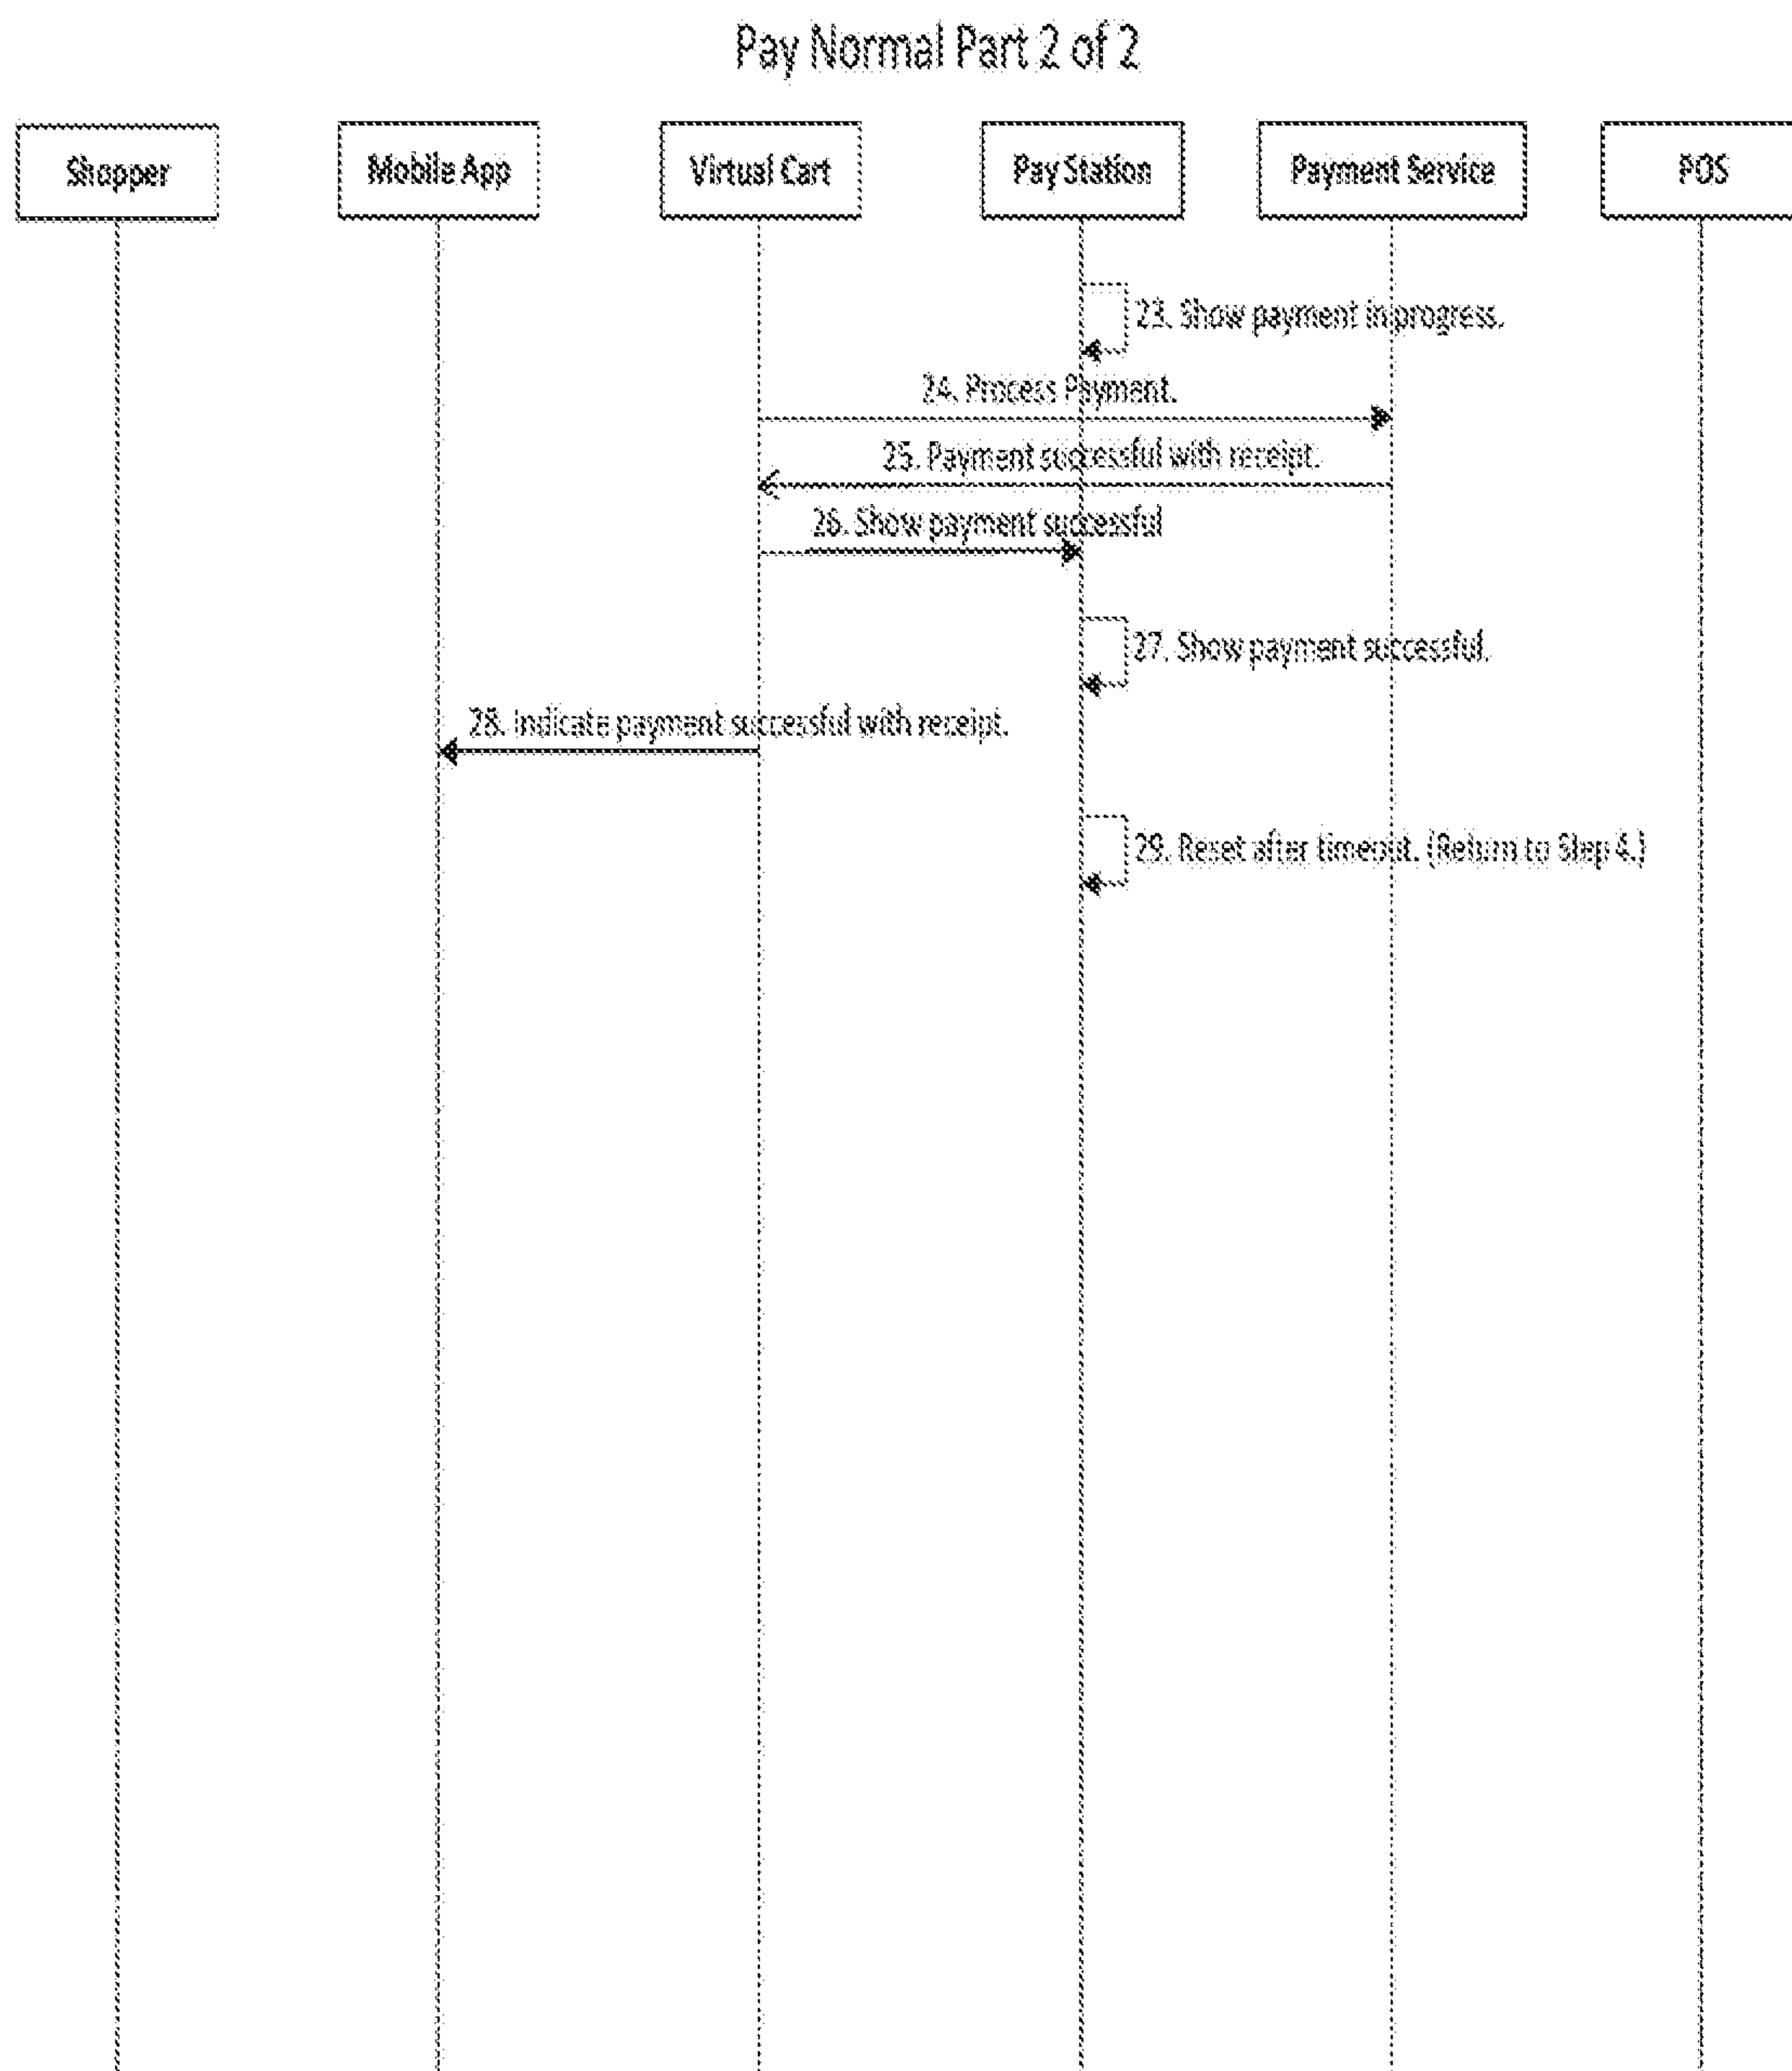 Pay Normal Part 2 of 2
Shopper
Mobile App
Virtual Cart
Pay Station
Payment Service
POS
23. Show payment in progress.
24. Process Payment.
25. Payment successful with receipt.
26. Show payment successful
27. Show payment successful.
28. Indicate payment successful with receipt.
29. Reset after timeout. (Return to Step 4.)